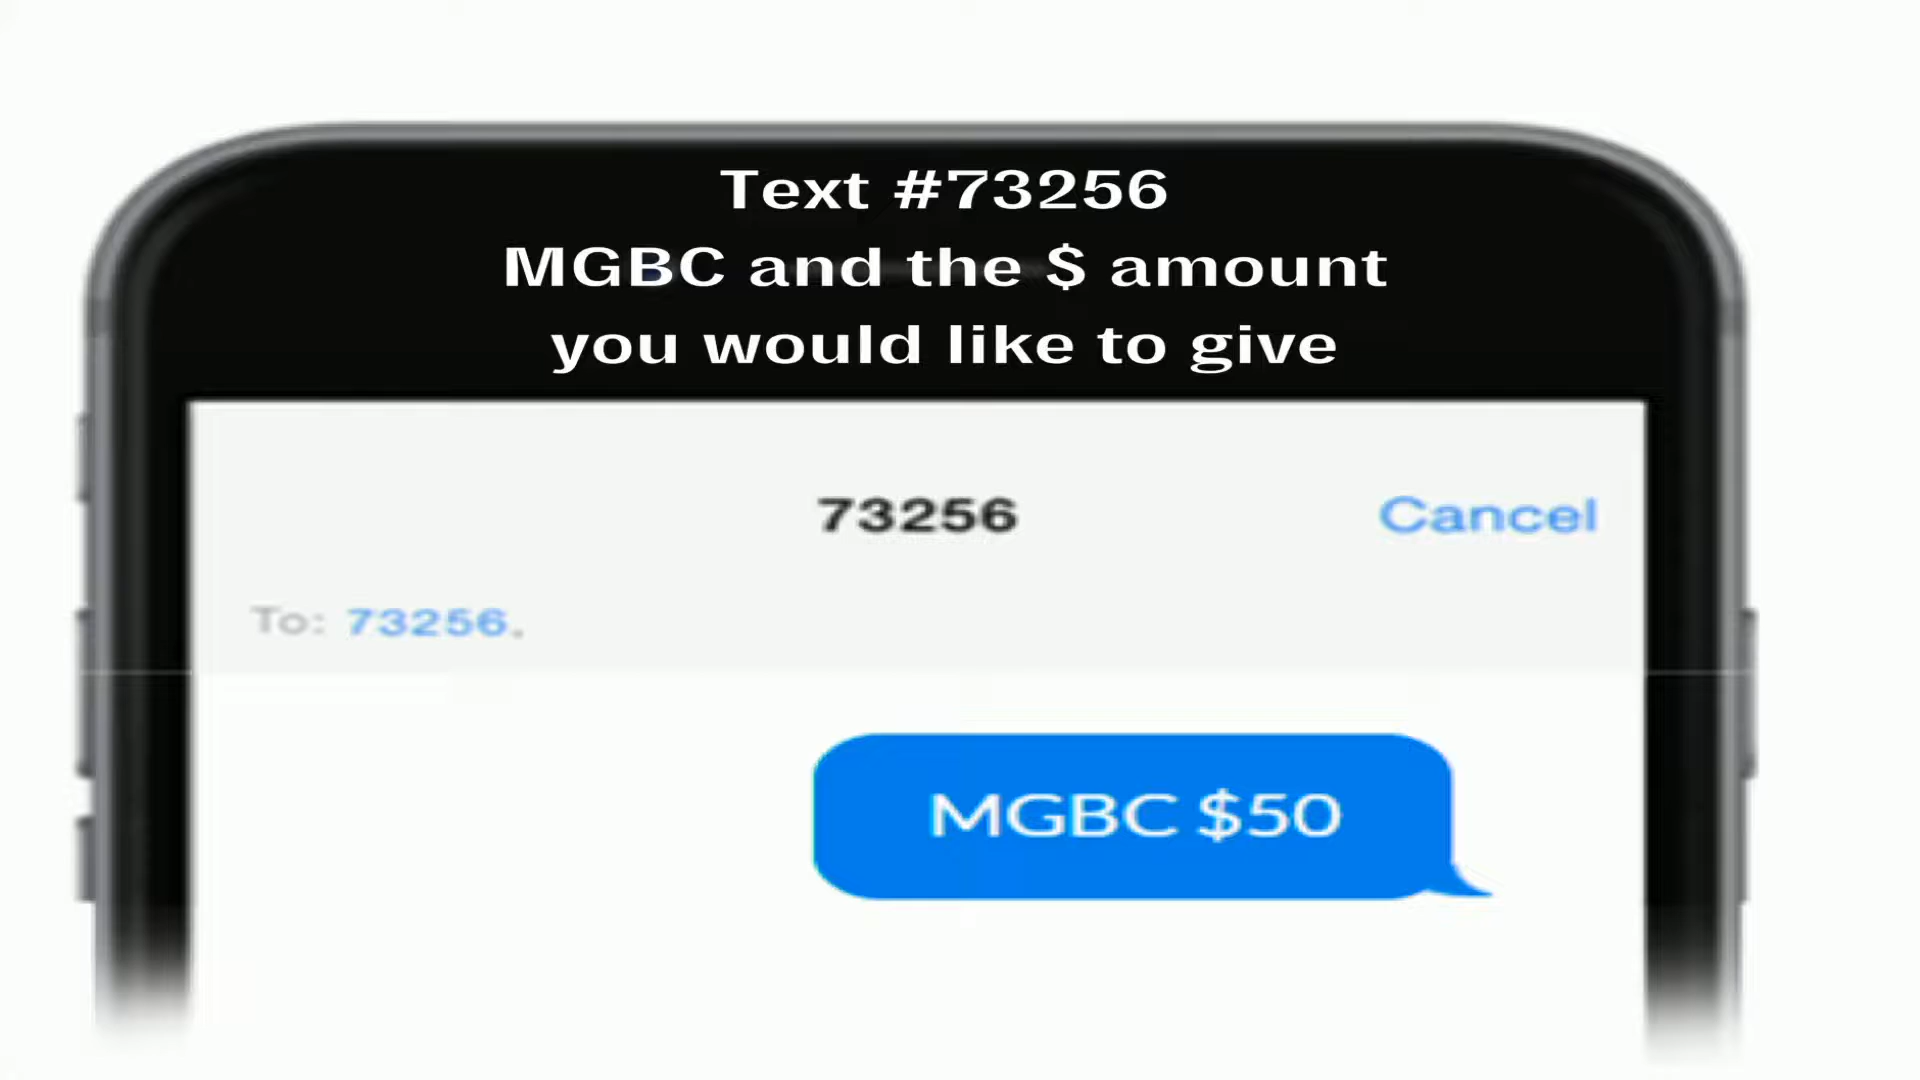 Text #73256
MGBC and the $ amount
you would like to give
73256
Cancel
To: 73256.
MGBC $50